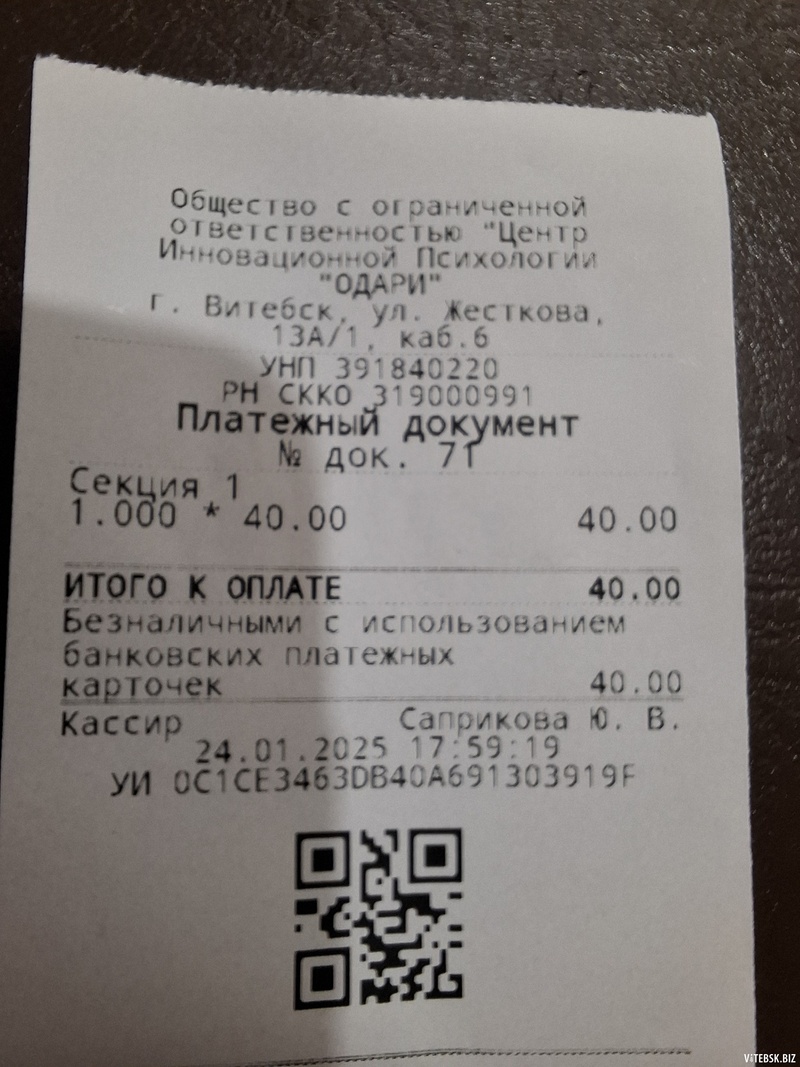 Общество с ограниченной
ответственностью "Центр
Инновационной Психологии
"ОДАРИ"
г. Витебск, ул. Жесткова,
13А/1, каб.6
УНП 391840220
РН СККО 319000991
Платежный документ
№ док. 71
Секция 1
1.000 * 40.00 40.00
ИТОГО К ОПЛАТЕ 40.00
Безналичными с использованием
банковских платежных
карточек 40.00
Кассир Саприкова Ю. В.
24.01.2025 17:59:19
УИ 0C1CE3463DB40A691303919F
ViTEBSK.BIZ